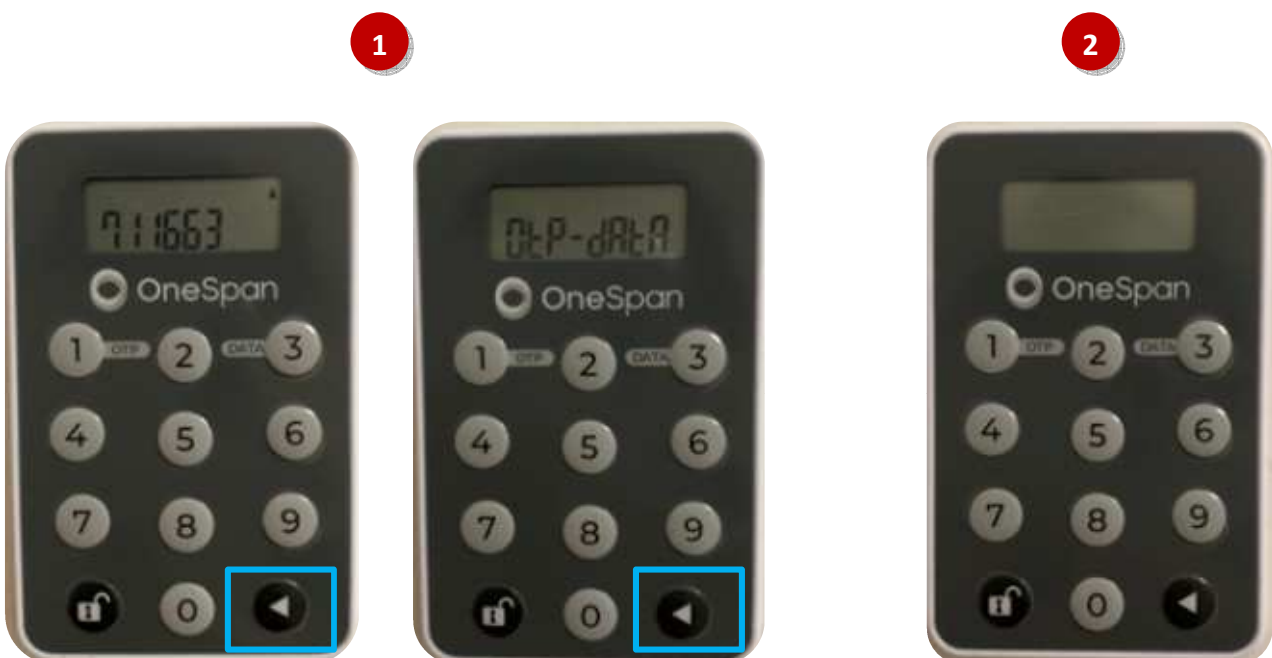 1
2
711663
OneSpan
1 OTP 2 DATA 3
4 5 6
7 8 9
0
OtP-dAtA
OneSpan
1 OTP 2 DATA 3
4 5 6
7 8 9
0
OneSpan
1 OTP 2 DATA 3
4 5 6
7 8 9
0